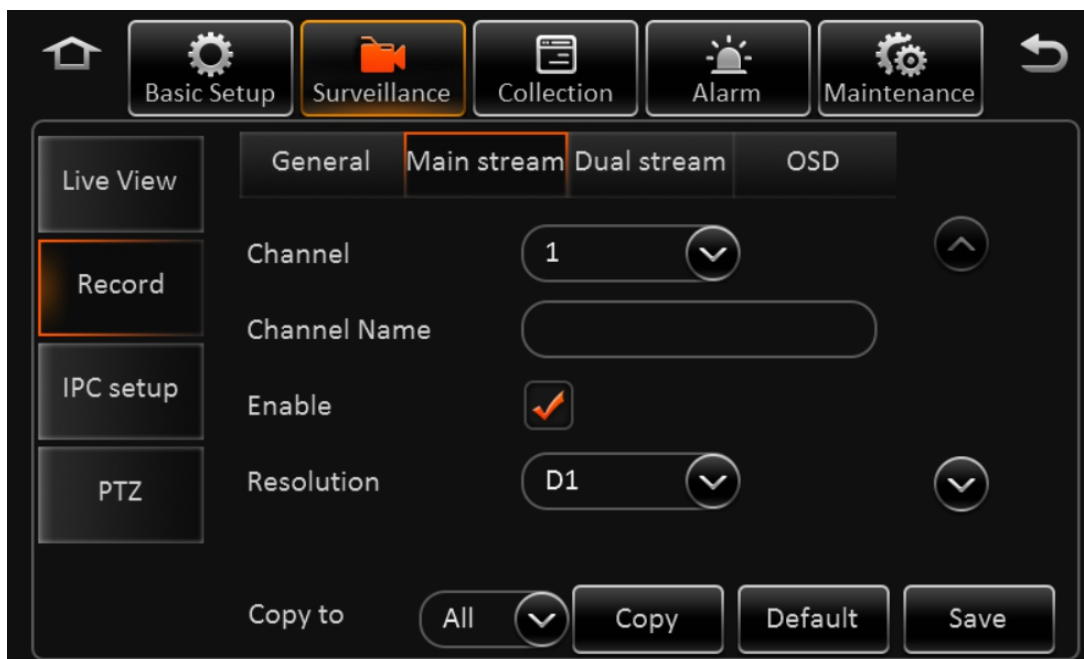 Basic Setup Surveillance Collection Alarm Maintenance
Live View
Record
IPC setup
PTZ
General Main stream Dual stream OSD
Channel 1
Channel Name
Enable
Resolution D1
Copy to All Copy Default Save